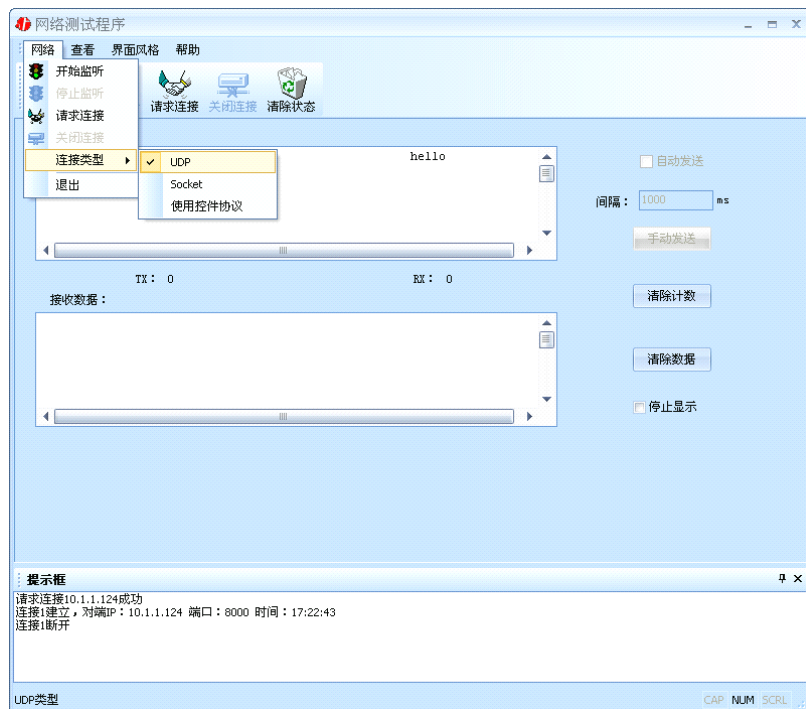 网络测试程序
网络 查看 界面风格 帮助
开始监听
停止监听
请求连接
关闭连接
连接类型
退出
请求连接 关闭连接 清除状态
UDP
Socket
使用控件协议
hello
自动发送
间隔： 1000 ms
手动发送
TX： 0 RX： 0
清除计数
接收数据：
清除数据
停止显示
提示框
请求连接10.1.1.124成功
连接1建立，对端IP：10.1.1.124 端口：8000 时间：17:22:43
连接1断开
UDP类型 CAP NUM SCRL